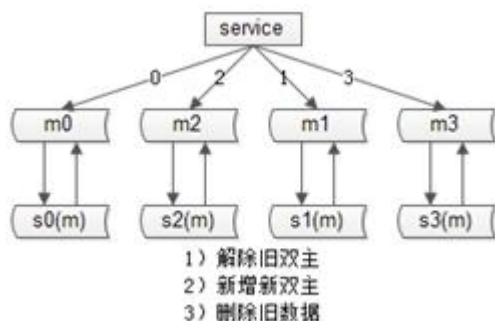 service
0 2 1 3
m0 m2 m1 m3
s0(m) s2(m) s1(m) s3(m)
1）解除旧双主
2）新增新双主
3）删除旧数据